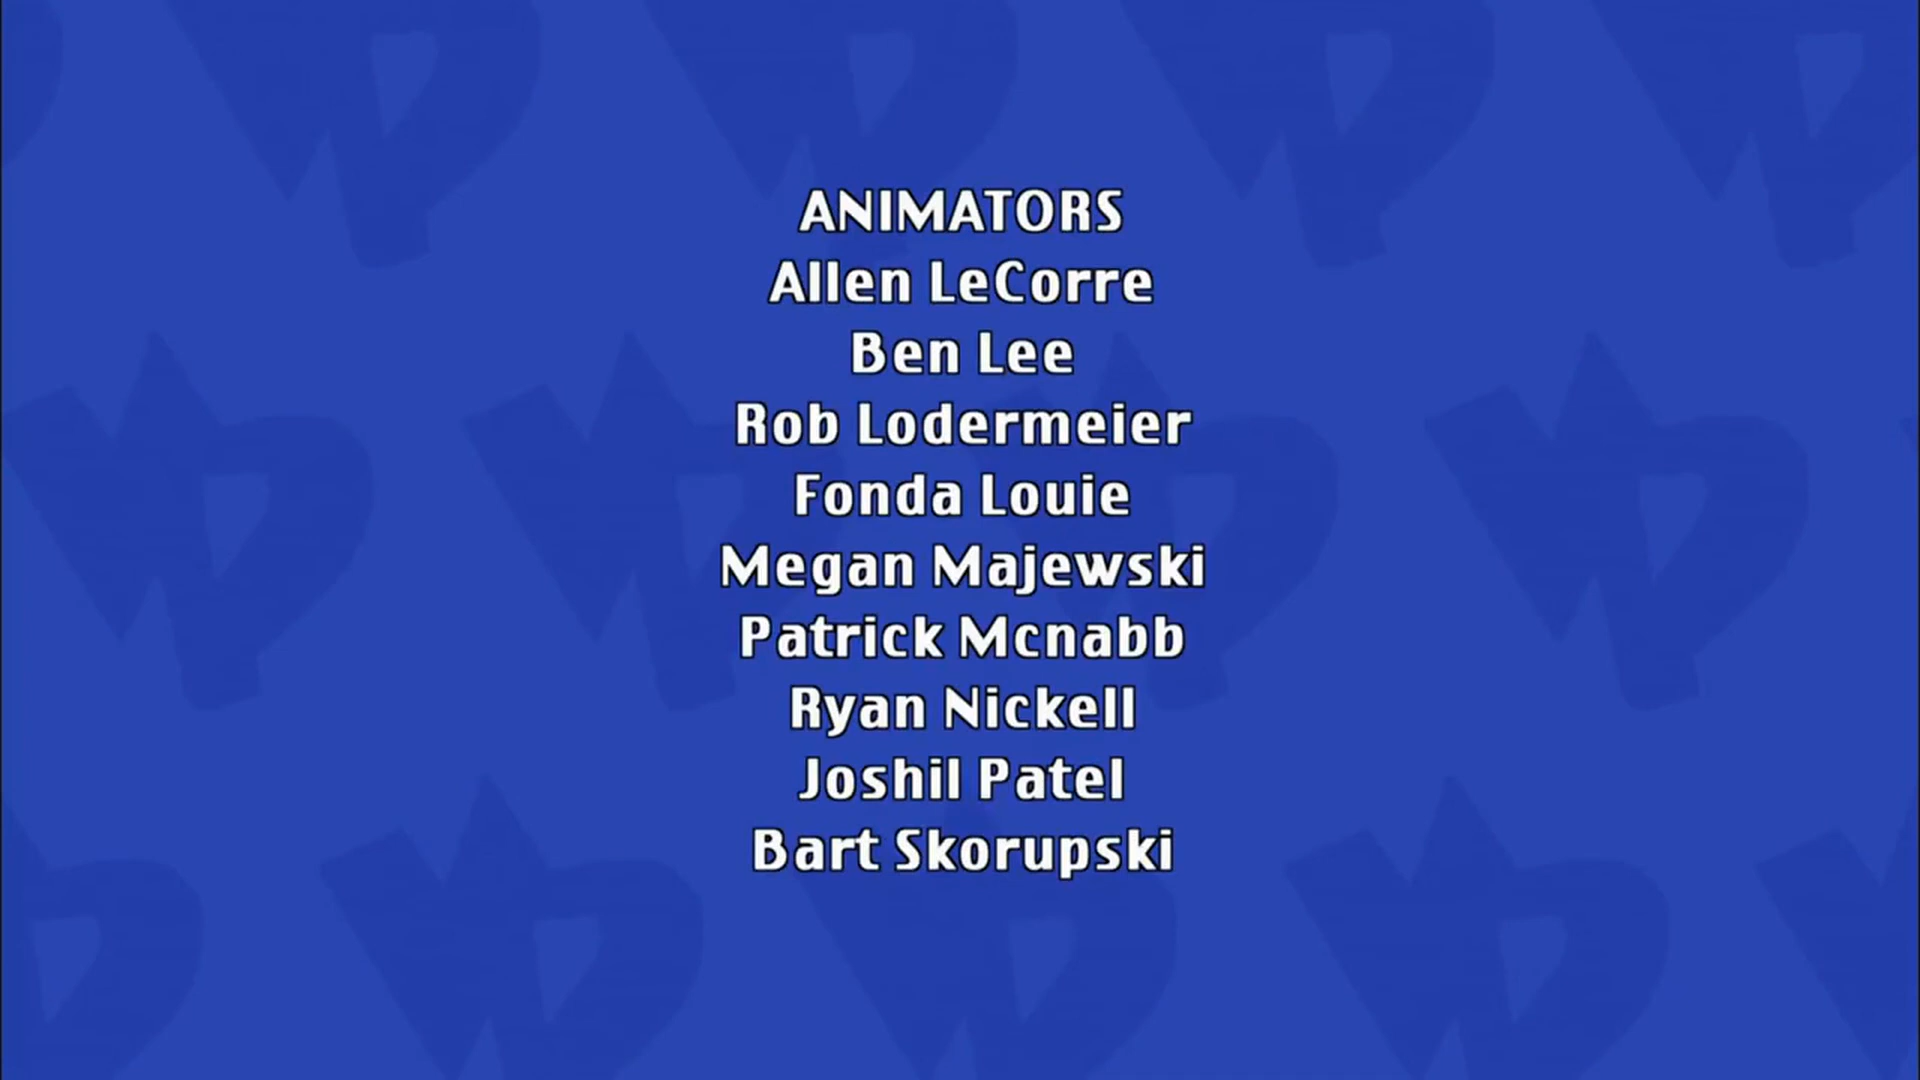 ANIMATORS
Allen LeCorre
Ben Lee
Rob Lodermeier
Fonda Louie
Megan Majewski
Patrick Mcnabb
Ryan Nickell
Joshil Patel
Bart Skorupski